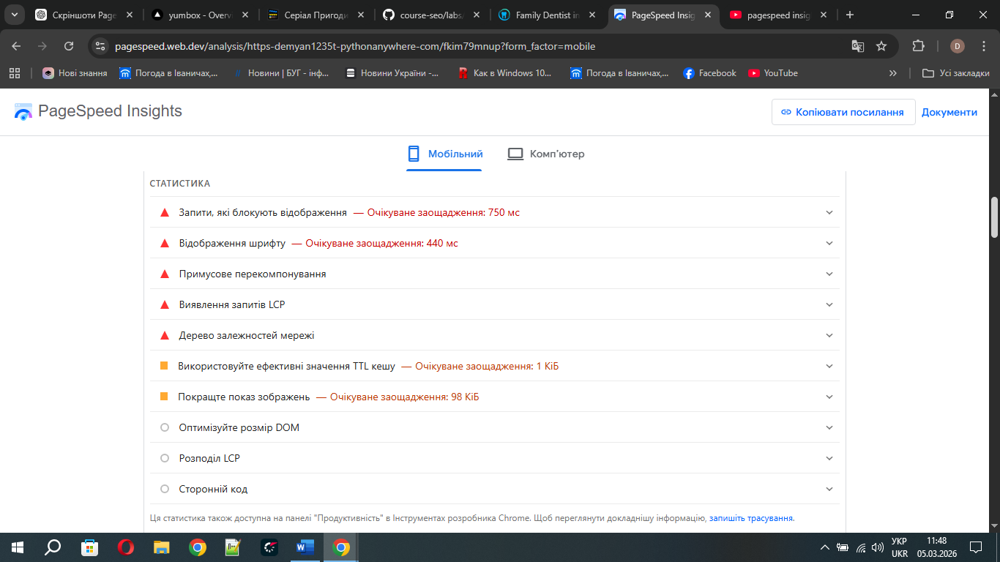 Скріншоти Page
yumbox - Overv
Серіал Пригоди
course-seo/labs
Family Dentist in
PageSpeed Insig
pagespeed insig
pagespeed.web.dev/analysis/https-demyan1235t-pythonanywhere-com/fkim79mnup?form_factor=mobile
D
Нові знання
Погода в Іваничах,...
Новини | БУГ - інф...
Новини України -...
Как в Windows 10...
Погода в Іваничах,...
Facebook
YouTube
Усі закладки
PageSpeed Insights
Копіювати посилання
Документи
Мобільний
Комп'ютер
СТАТИСТИКА
Запити, які блокують відображення — Очікуване заощадження: 750 мс
Відображення шрифту — Очікуване заощадження: 440 мс
Примусове перекомпонування
Виявлення запитів LCP
Дерево залежностей мережі
Використовуйте ефективні значення TTL кешу — Очікуване заощадження: 1 КіБ
Покращте показ зображень — Очікуване заощадження: 98 КіБ
Оптимізуйте розмір DOM
Розподіл LCP
Сторонній код
Ця статистика також доступна на панелі "Продуктивність" в Інструментах розробника Chrome. Щоб переглянути докладнішу інформацію, запишіть трасування.
УКР
UKR
11:48
05.03.2026